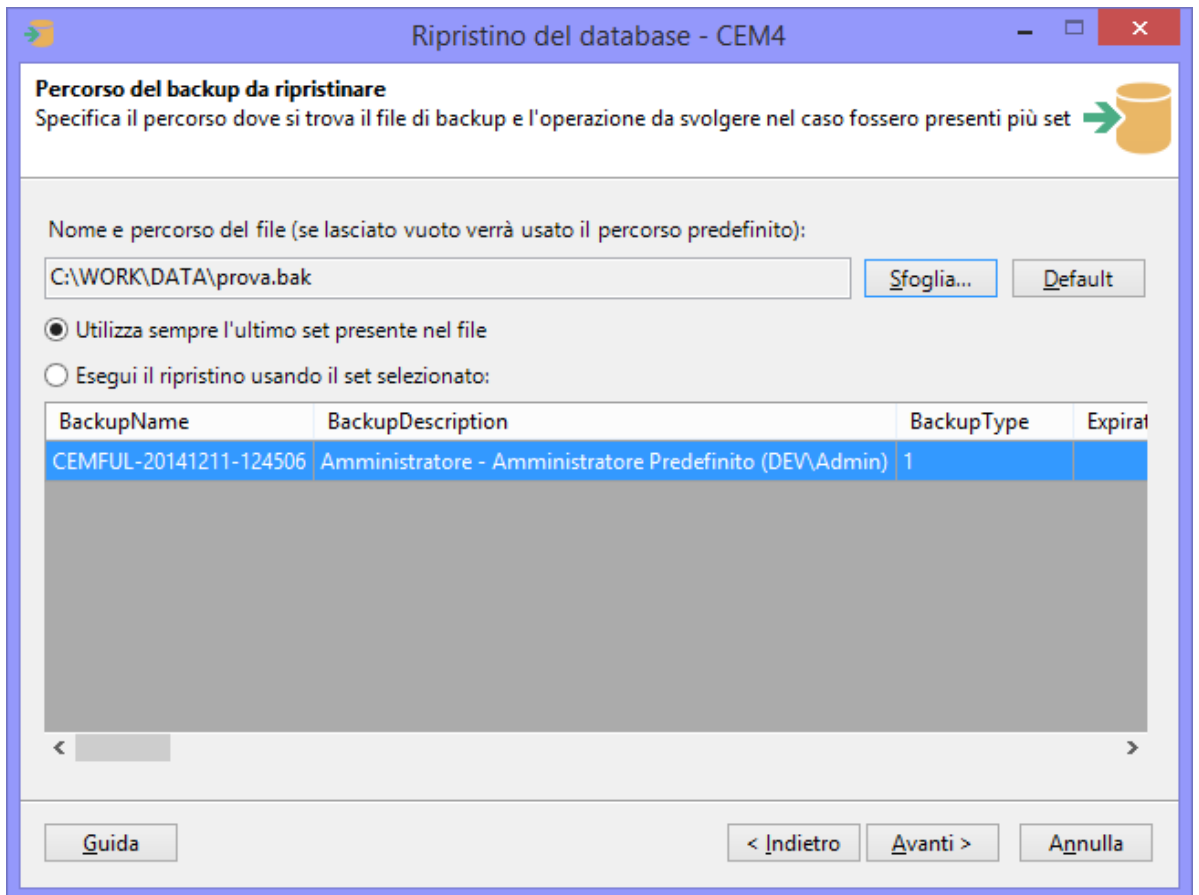 Ripristino del database - CEM4
Percorso del backup da ripristinare
Specifica il percorso dove si trova il file di backup e l'operazione da svolgere nel caso fossero presenti più set
Nome e percorso del file (se lasciato vuoto verrà usato il percorso predefinito):
C:\WORK\DATA\prova.bak Sfoglia... Default
Utilizza sempre l'ultimo set presente nel file
Esegui il ripristino usando il set selezionato:
BackupName BackupDescription BackupType Expirat
CEMFUL-20141211-124506 Amministratore - Amministratore Predefinito (DEV\Admin) 1
Guida < Indietro Avanti > Annulla